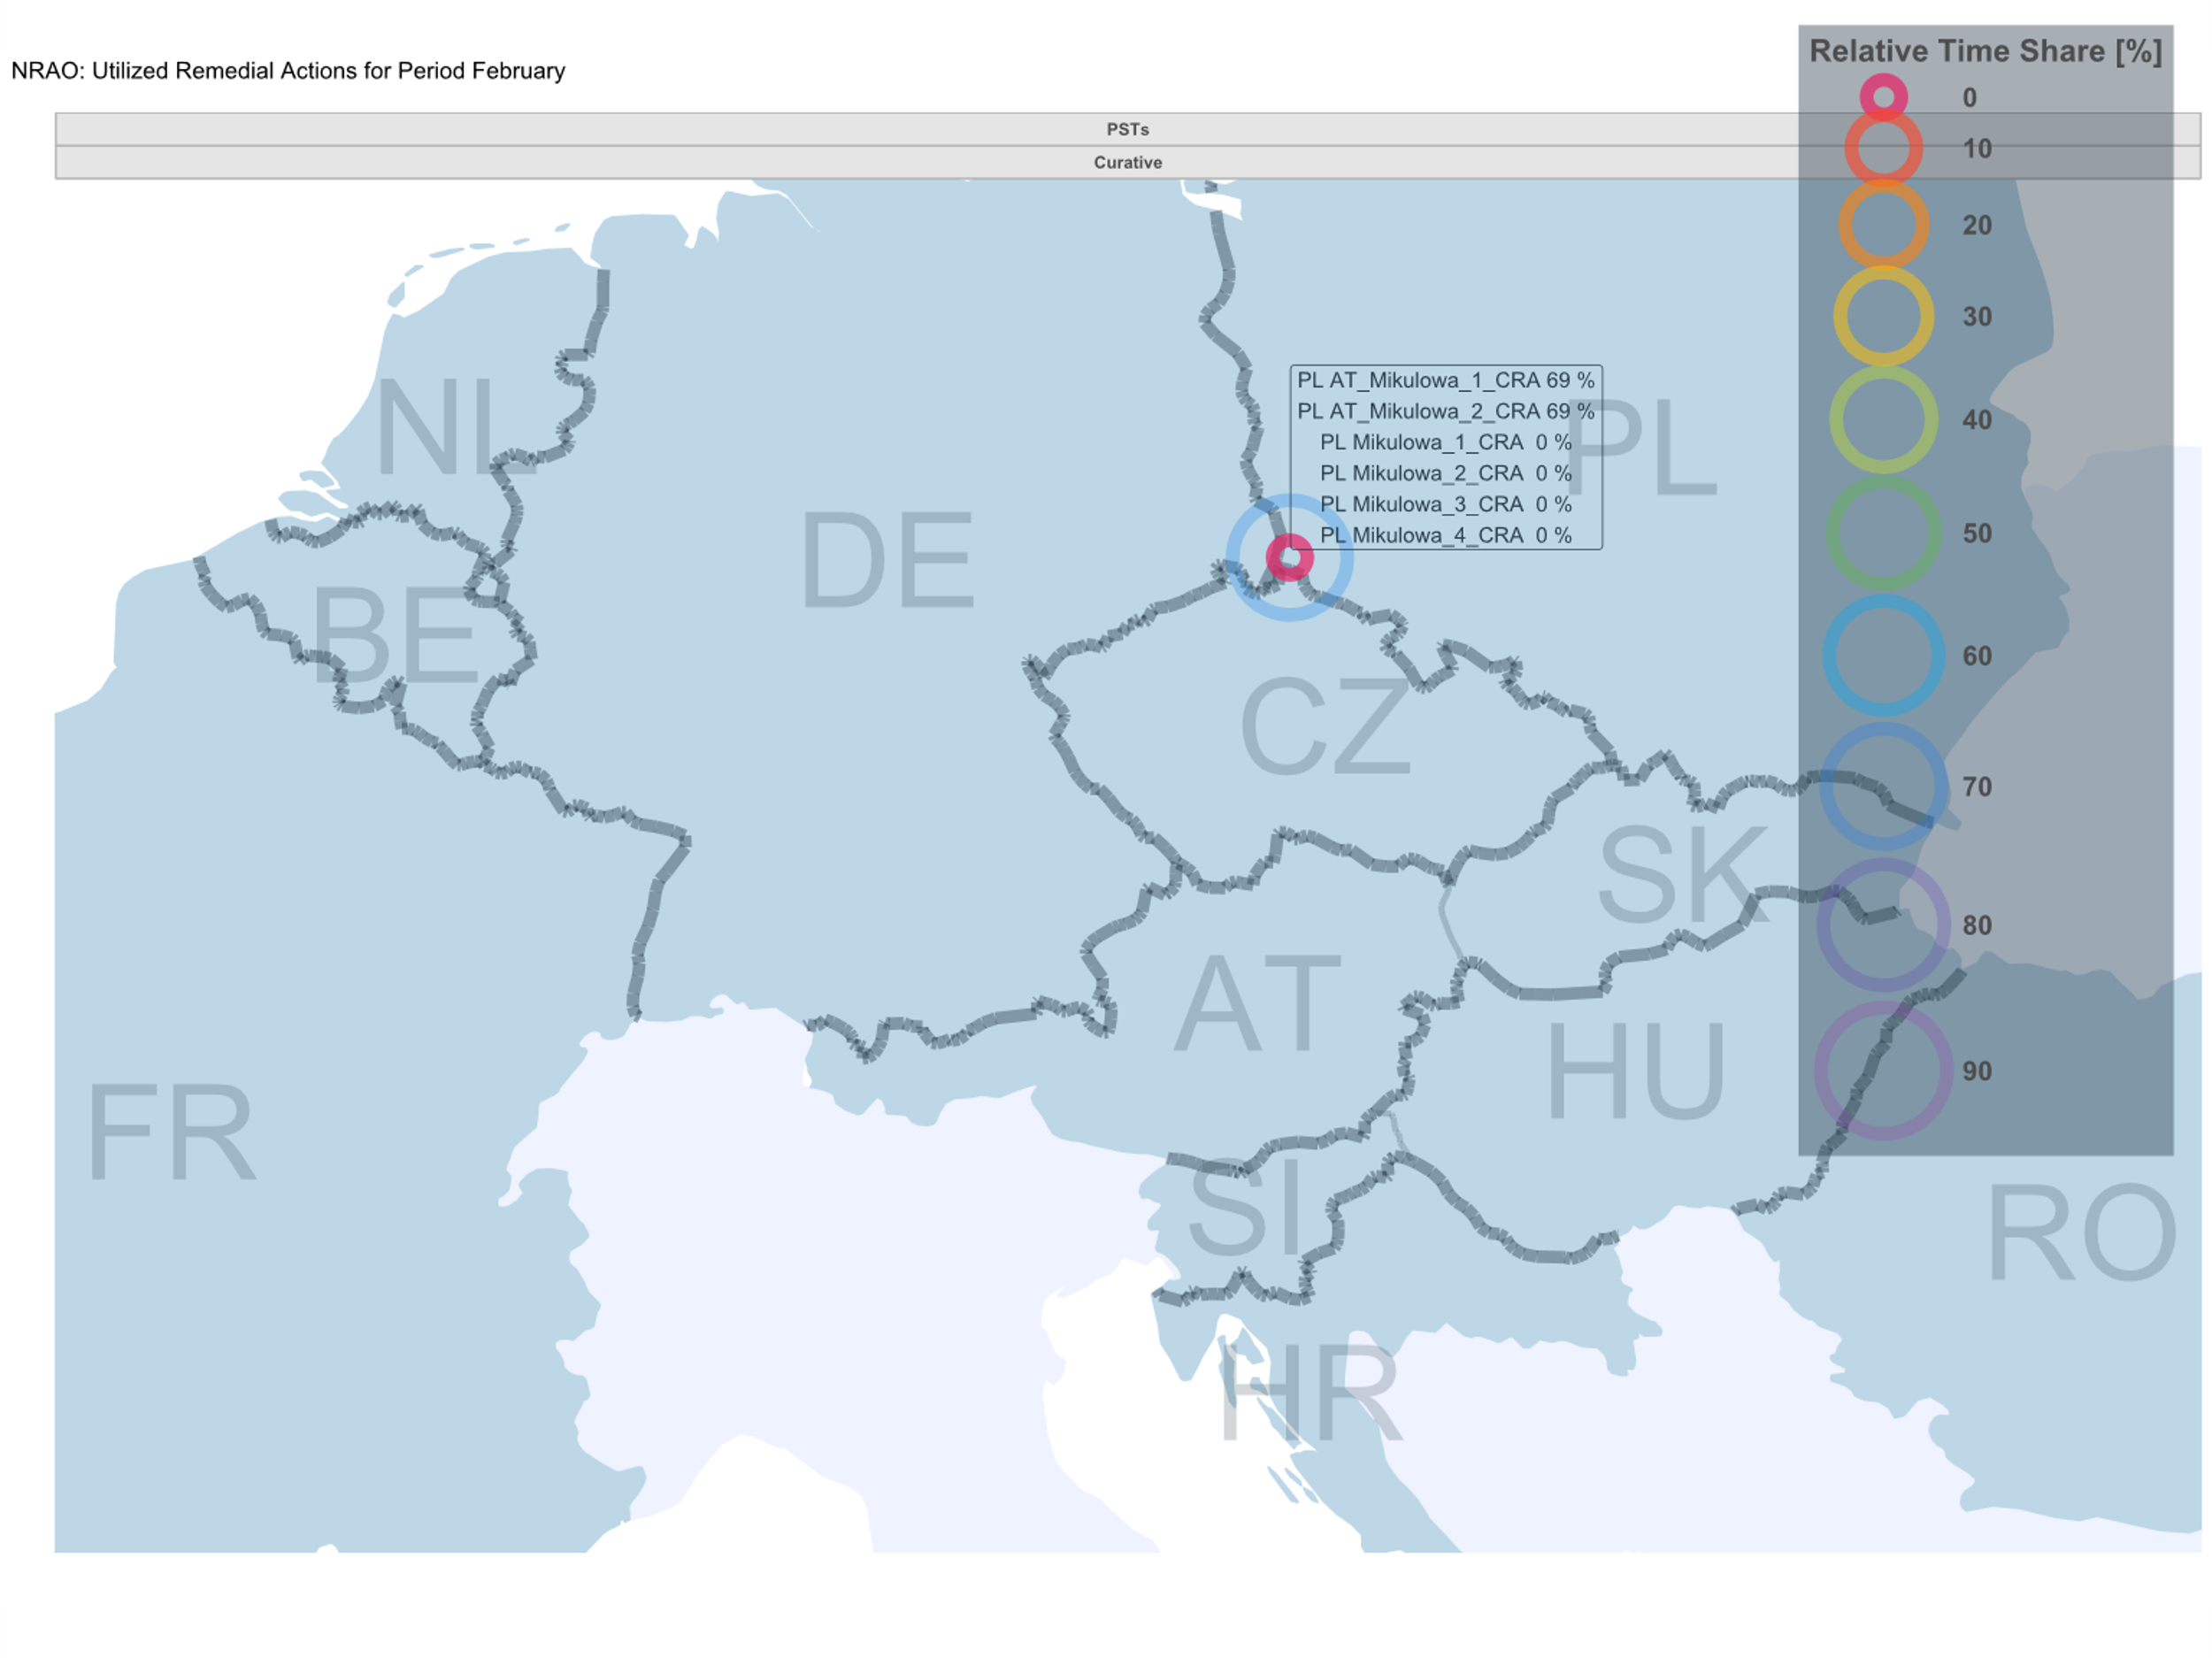 NRAO: Utilized Remedial Actions for Period February
Relative Time Share [%]
0
10
20
30
40
50
60
70
80
90
PSTs
Curative
PL AT_Mikulowa_1_CRA 69 %
PL AT_Mikulowa_2_CRA 69 %
PL Mikulowa_1_CRA 0 %
PL Mikulowa_2_CRA 0 %
PL Mikulowa_3_CRA 0 %
PL Mikulowa_4_CRA 0 %
NL
PL
DE
BE
CZ
SK
AT
HU
FR
SI
RO
HR